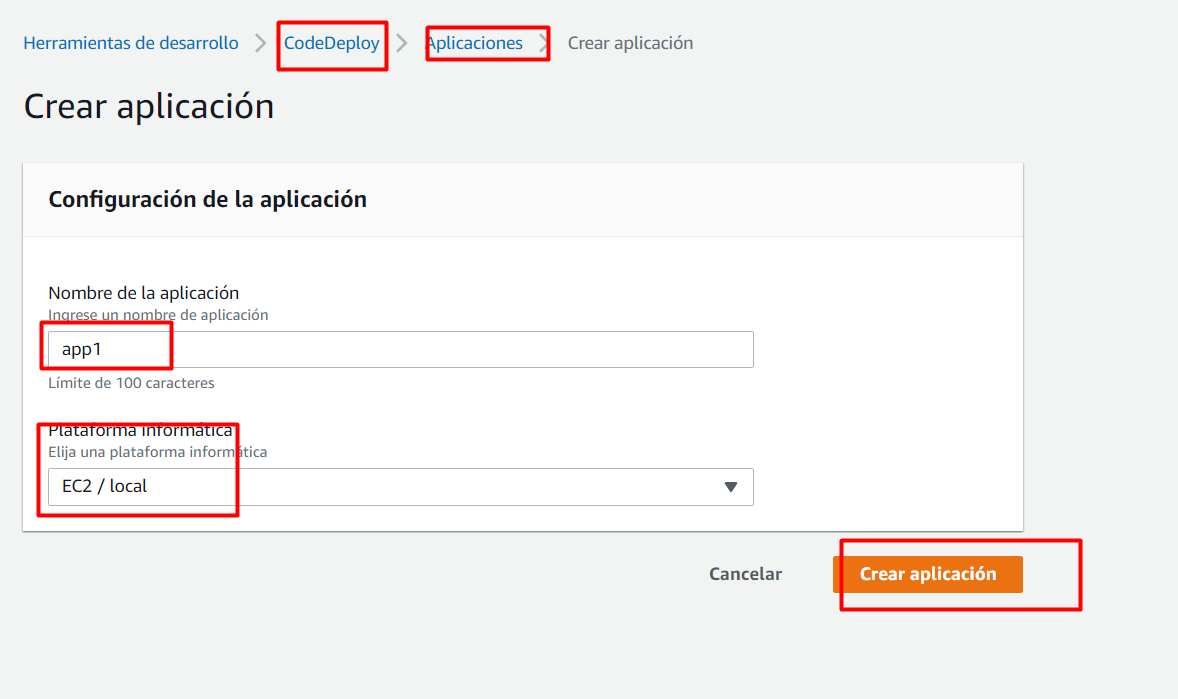 Herramientas de desarrollo > CodeDeploy > Aplicaciones > Crear aplicación
Crear aplicación
Configuración de la aplicación
Nombre de la aplicación
Ingrese un nombre de aplicación
app1
Límite de 100 caracteres
Plataforma informática
Elija una plataforma informática
EC2 / local
Cancelar Crear aplicación